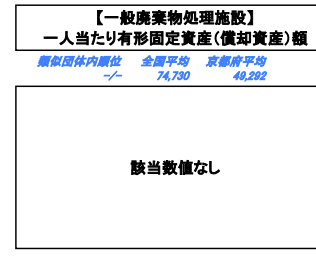 【一般廃棄物処理施設】
一人当たり有形固定資産(償却資産)額
類似団体内順位 全国平均 京都府平均
-/- 74,730 49,292
該当数値なし